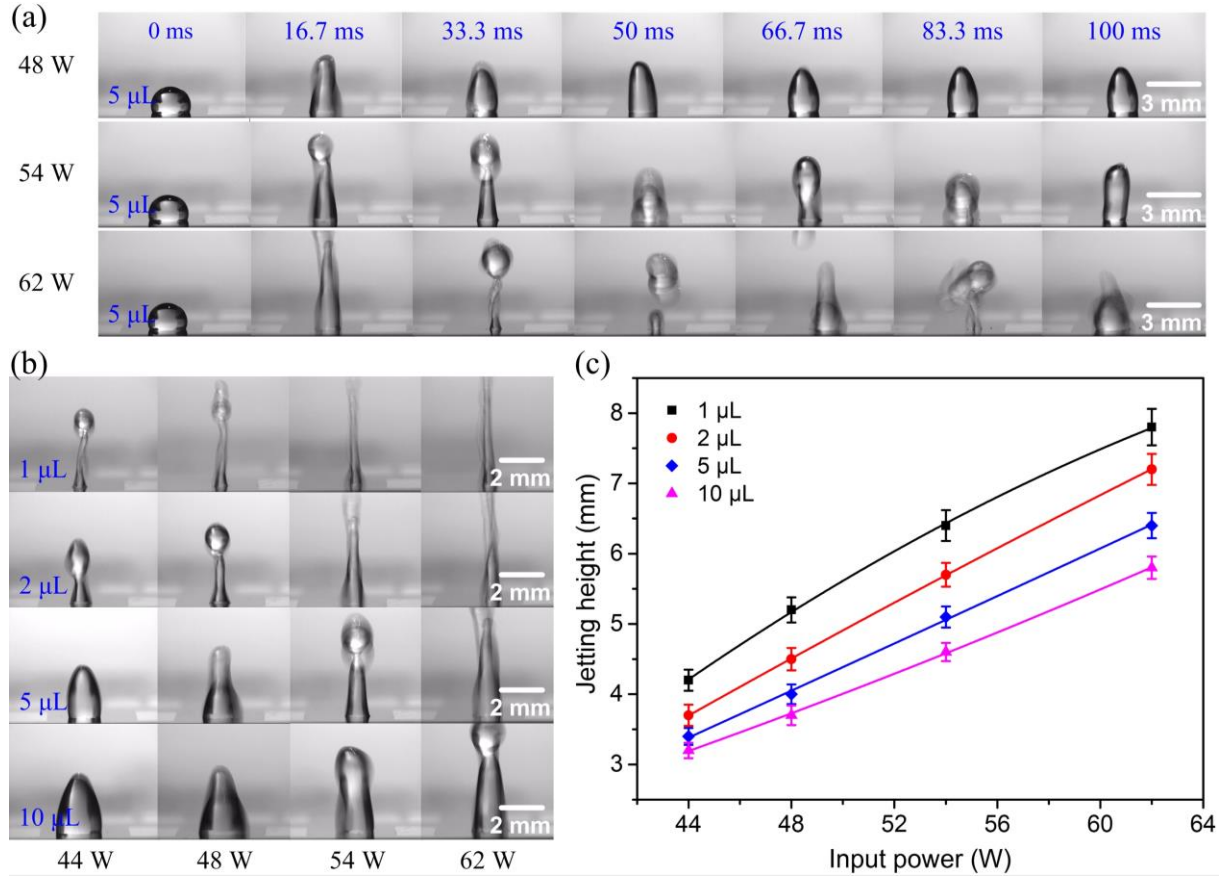 (a)
0 ms 16.7 ms 33.3 ms 50 ms 66.7 ms 83.3 ms 100 ms
48 W
5 µL
3 mm
54 W
5 µL
3 mm
62 W
5 µL
3 mm
(b)
1 µL
2 mm
2 µL
2 mm
5 µL
2 mm
10 µL
2 mm
44 W 48 W 54 W 62 W
(c)
1 µL
2 µL
5 µL
10 µL
Jetting height (mm)
8
7
6
5
4
3
44 48 52 56 60 64
Input power (W)